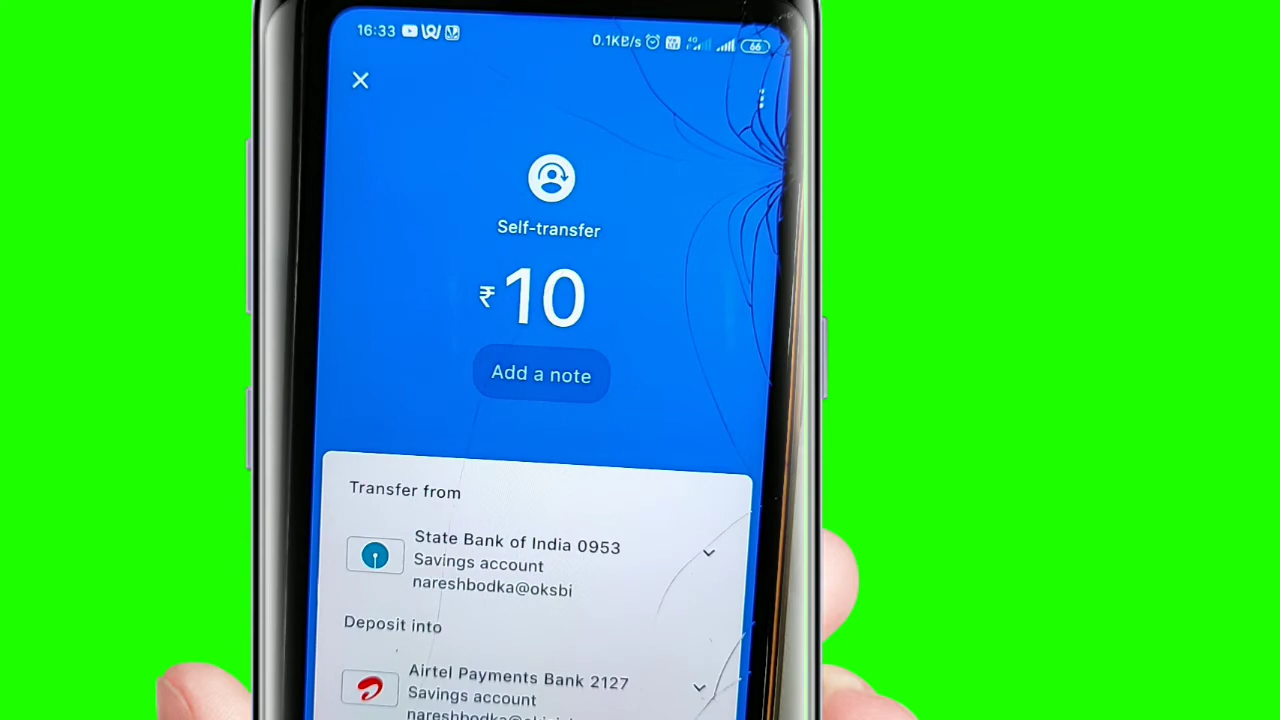 16:33
0.1KB/s
66
Self-transfer
₹10
Add a note
Transfer from
State Bank of India 0953
Savings account
nareshbodka@oksbi
Deposit into
Airtel Payments Bank 2127
Savings account